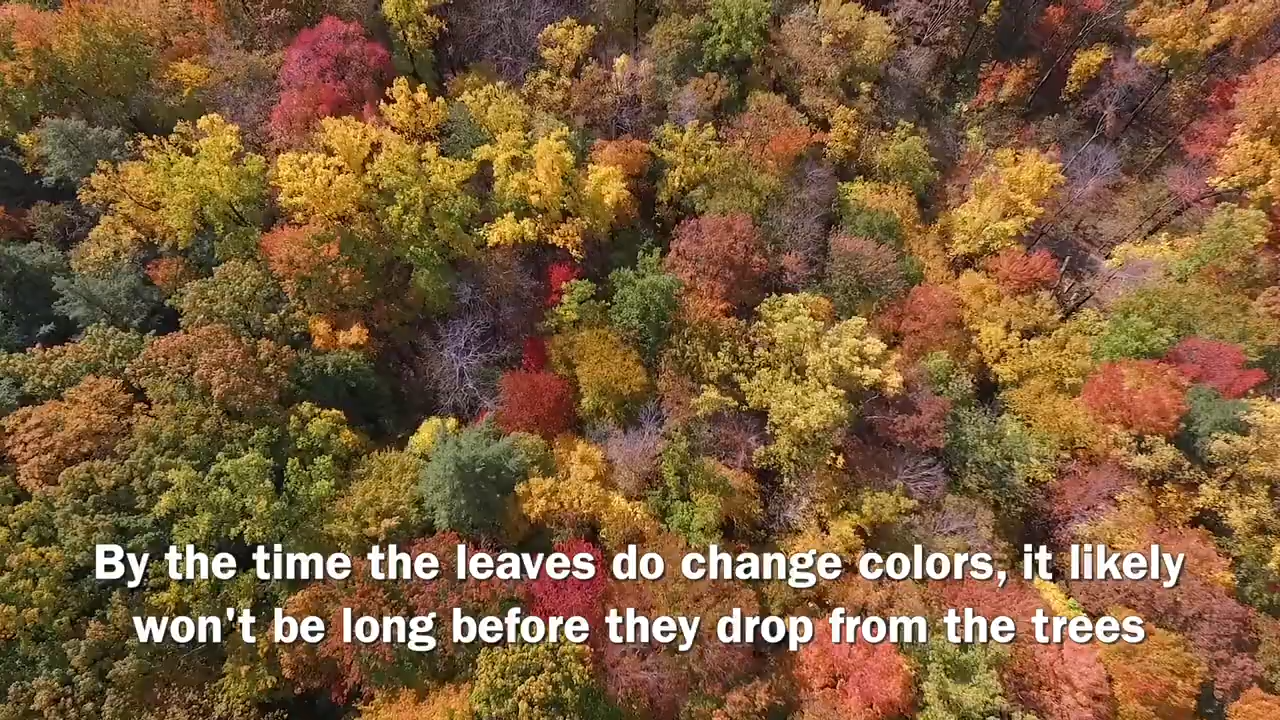 By the time the leaves do change colors, it likely
won't be long before they drop from the trees